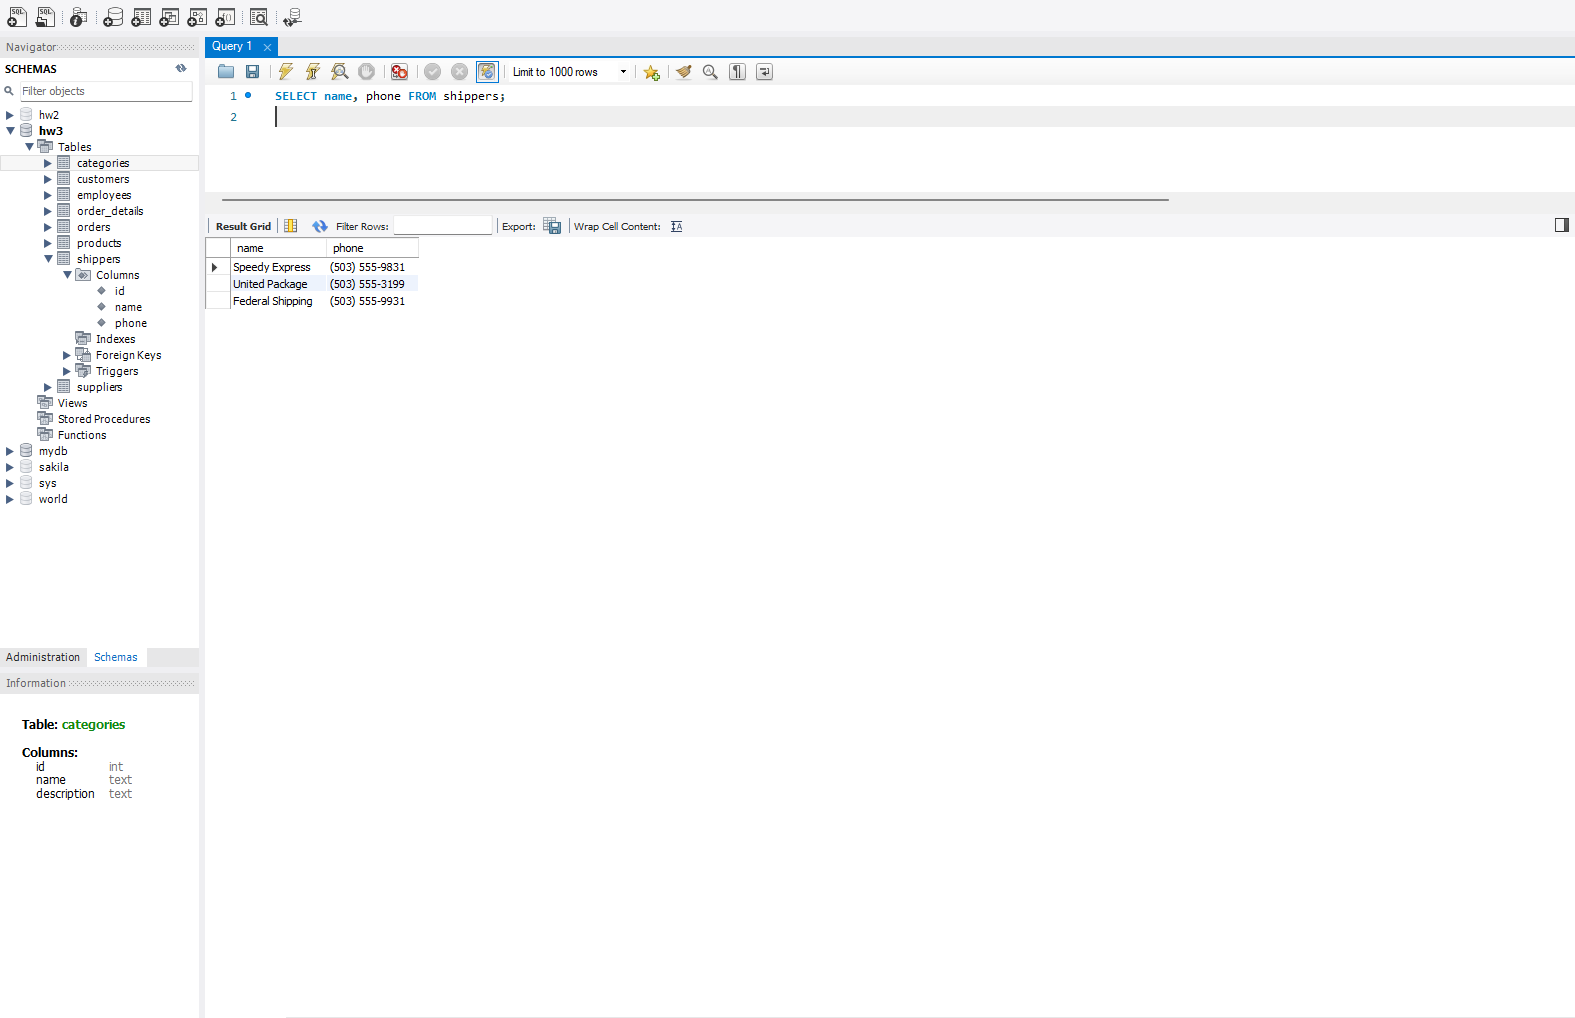 Navigator
SCHEMAS
Filter objects
hw2
hw3
Tables
categories
customers
employees
order_details
orders
products
shippers
Columns
id
name
phone
Indexes
Foreign Keys
Triggers
suppliers
Views
Stored Procedures
Functions
mydb
sakila
sys
world
Administration Schemas
Information
Table: categories
Columns:
id int
name text
description text
Query 1
Limit to 1000 rows
1 SELECT name, phone FROM shippers;
2
Result Grid Filter Rows: Export: Wrap Cell Content:
name phone
Speedy Express (503) 555-9831
United Package (503) 555-3199
Federal Shipping (503) 555-9931